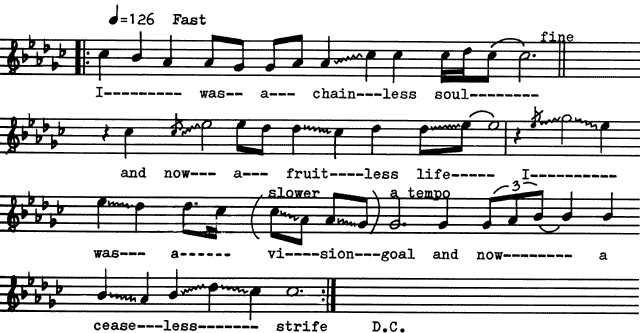 ♩=126 Fast
fine
I---------- was-- a--- chain---less soul---------
and now---- a--- fruit----less life----- I-----------
slower a tempo
3
was--- a------ vi----sion---goal and now--------- a
cease---less-------- strife D.C.